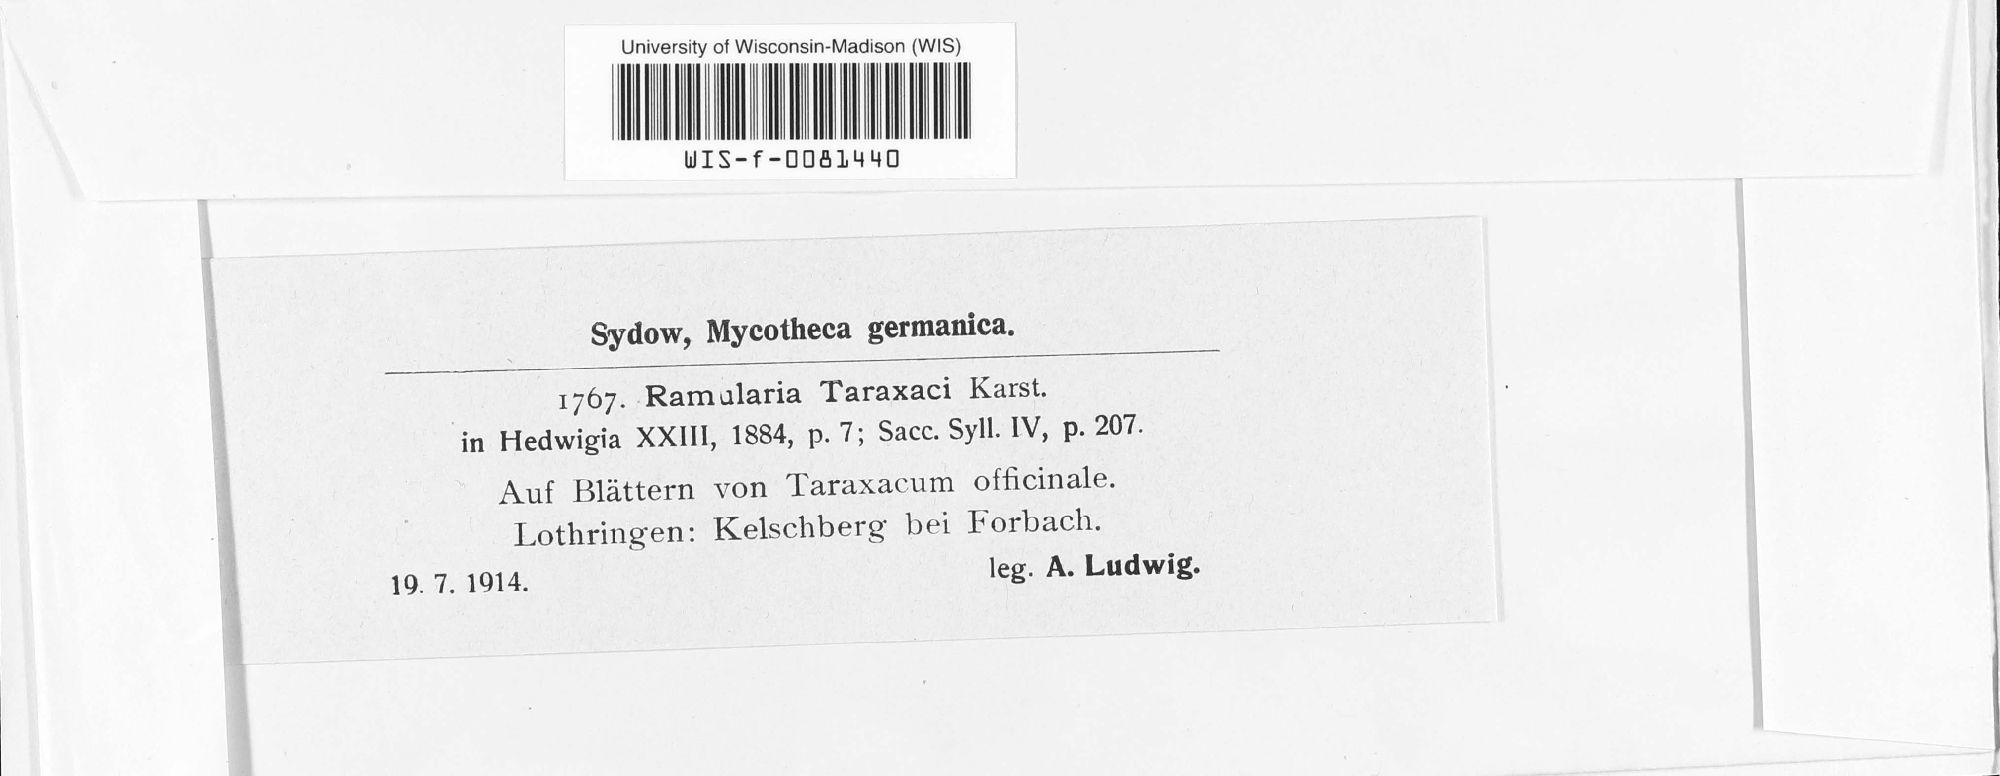 University of Wisconsin-Madison (WIS)
WIS-f-0081440
Sydow, Mycotheca germanica.
1767. Ramularia Taraxaci Karst.
in Hedwigia XXIII, 1884, p. 7; Sacc. Syll. IV, p. 207.
Auf Blättern von Taraxacum officinale.
Lothringen: Kelschberg bei Forbach.
19. 7. 1914. leg. A. Ludwig.